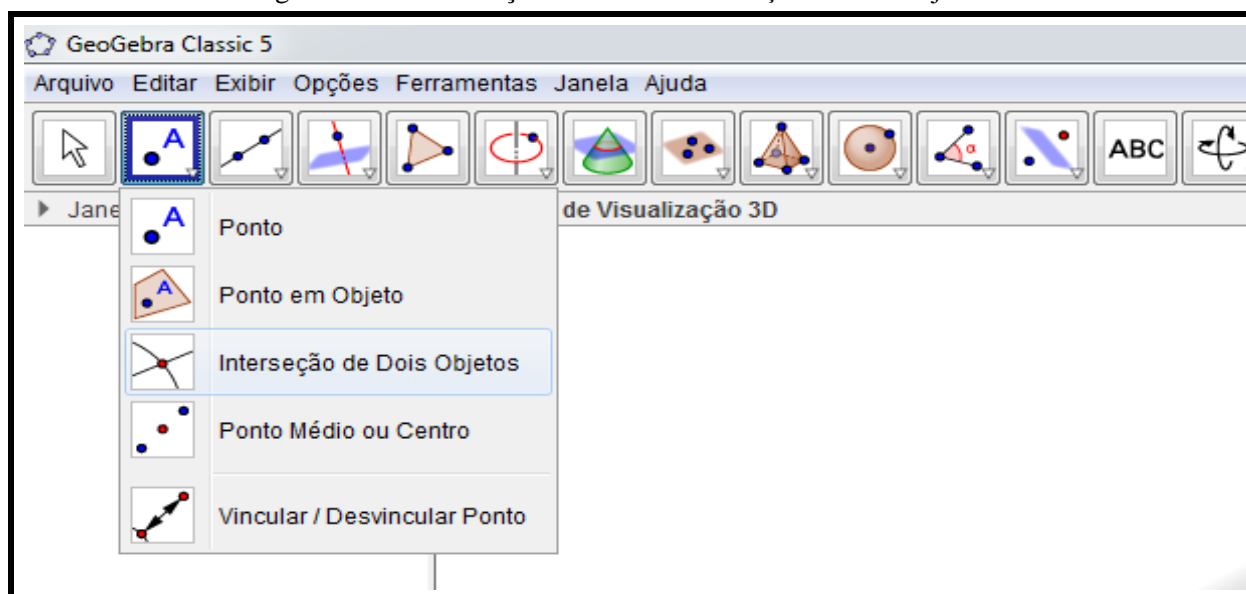 GeoGebra Classic 5
Arquivo Editar Exibir Opções Ferramentas Janela Ajuda
A ABC
Jane de Visualização 3D
A Ponto
A Ponto em Objeto
Interseção de Dois Objetos
Ponto Médio ou Centro
Vincular / Desvincular Ponto